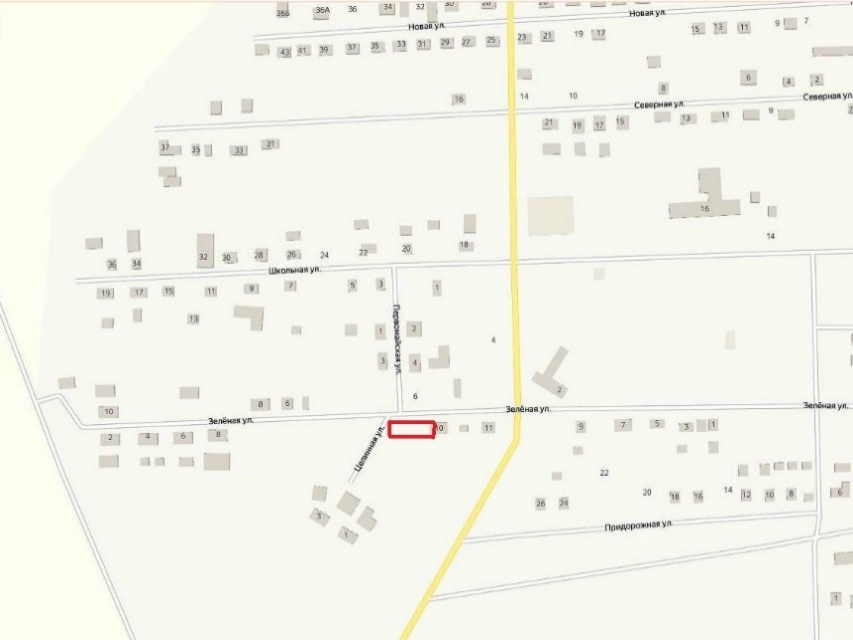 36Б 36А 36 34 32 30 28
Новая ул. Новая ул.
43 41 39 37 35 33 31 29 27 25 23 21 19 17 15 13 11 9 7
6 4 2
8
16 14 10
Северная ул. Северная ул.
21 19 17 15 13 11 9
37 35 33 31
16
14
36 34 32 30 28 26 24 22 20 18
Школьная ул.
19 17 15 11 9 7 5 3 1
13
Первомайская ул.
1 2
4
3 4
2
6
10 8 6
Зелёная ул. Зелёная ул. Зелёная ул.
2 4 6 8 10 11 9 7 5 3 1
Целинная ул.
22
26 24 20 18 16 14 12 10 8 6
3
1
Придорожная ул.
1